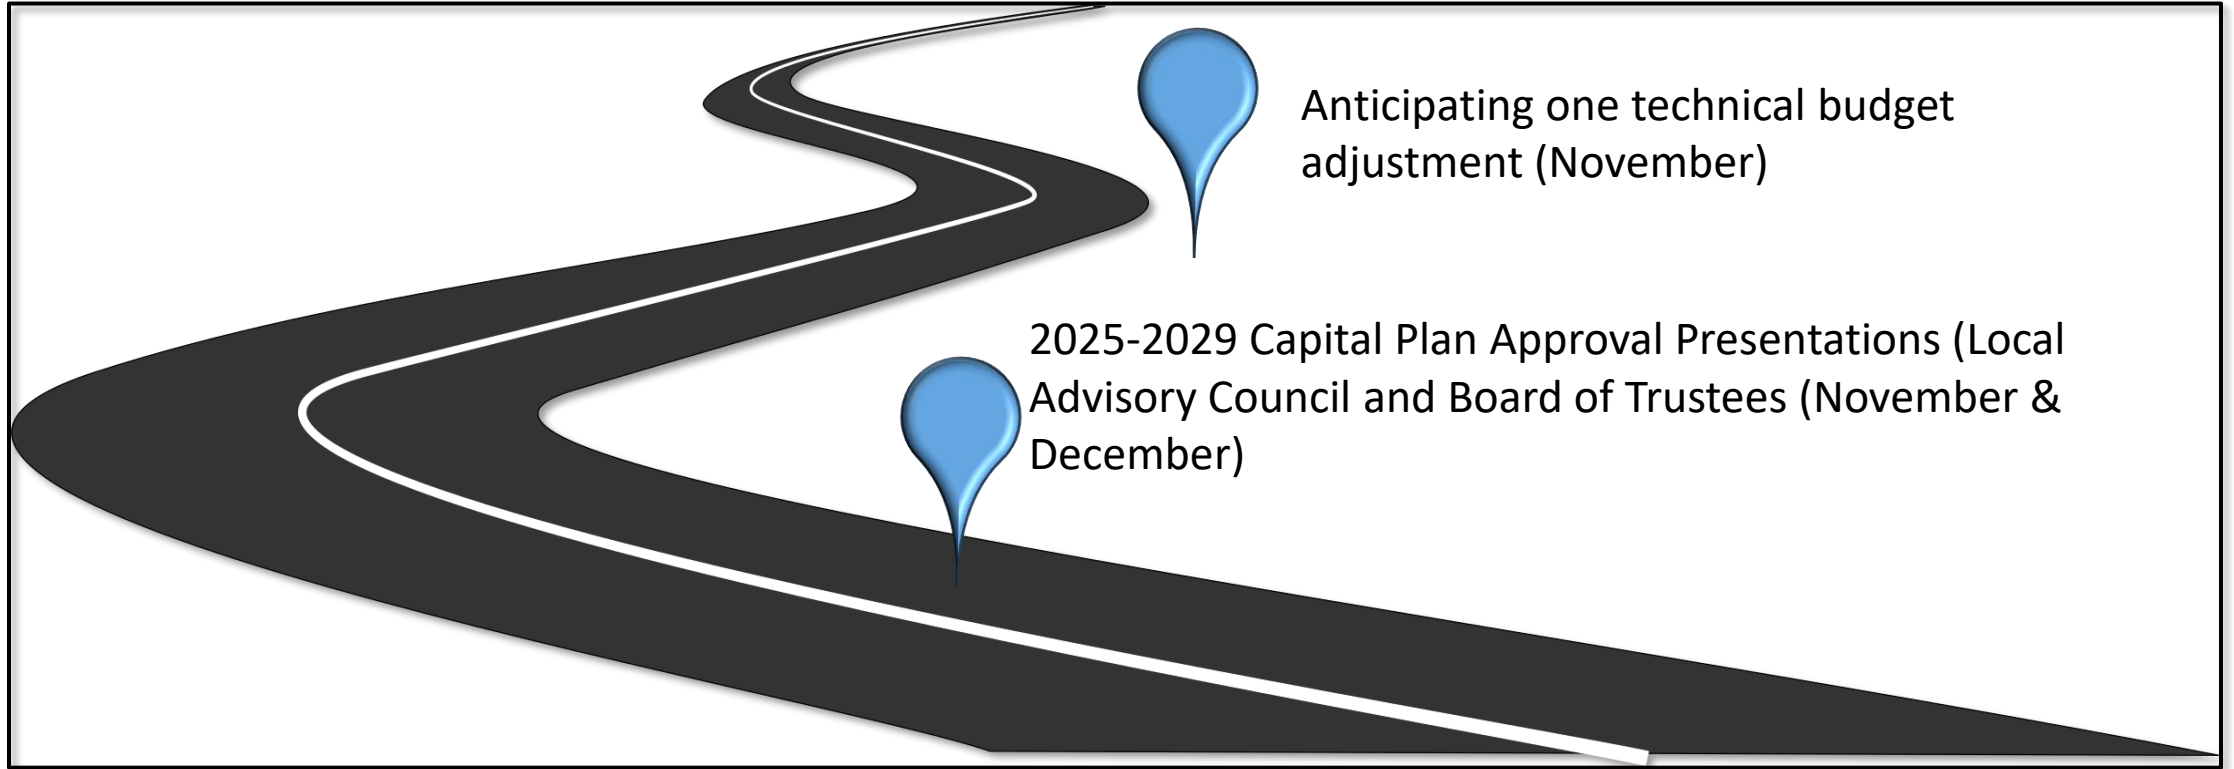 Anticipating one technical budget
adjustment (November)
2025-2029 Capital Plan Approval Presentations (Local
Advisory Council and Board of Trustees (November &
December)